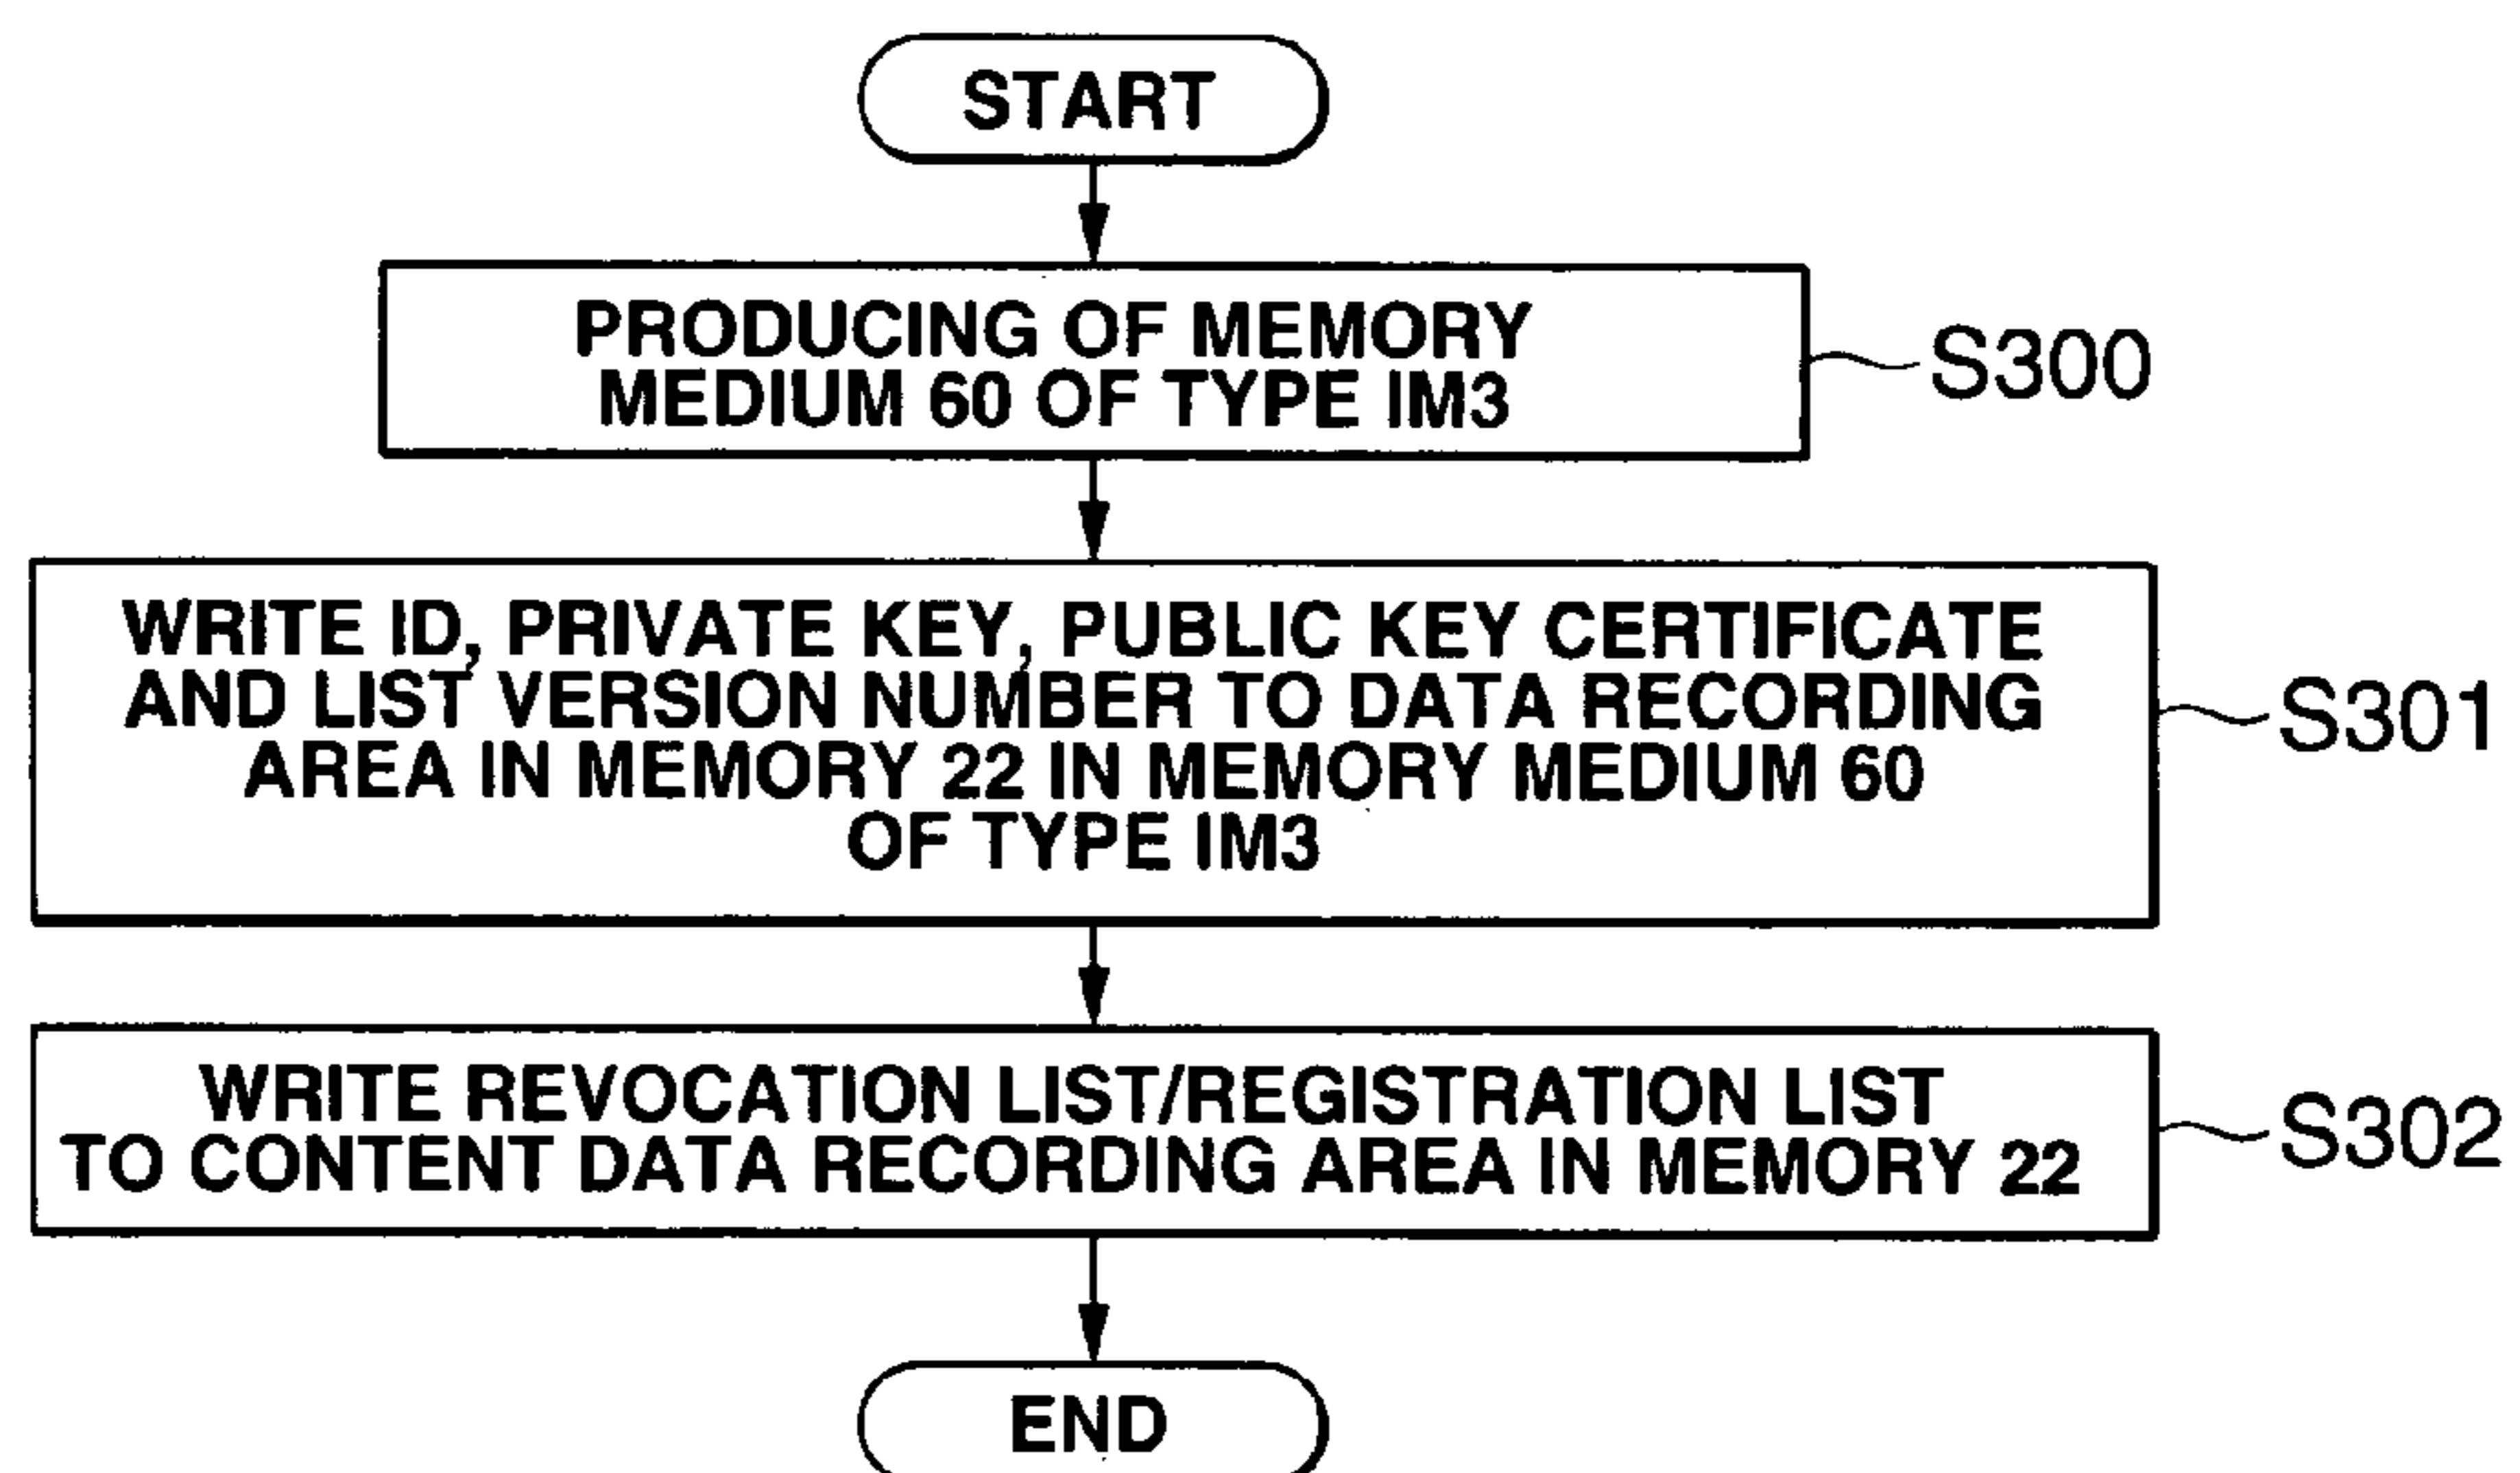 START
PRODUCING OF MEMORY
MEDIUM 60 OF TYPE IM3
S300
WRITE ID, PRIVATE KEY, PUBLIC KEY CERTIFICATE
AND LIST VERSION NUMBER TO DATA RECORDING
AREA IN MEMORY 22 IN MEMORY MEDIUM 60
OF TYPE IM3
S301
WRITE REVOCATION LIST/REGISTRATION LIST
TO CONTENT DATA RECORDING AREA IN MEMORY 22
S302
END